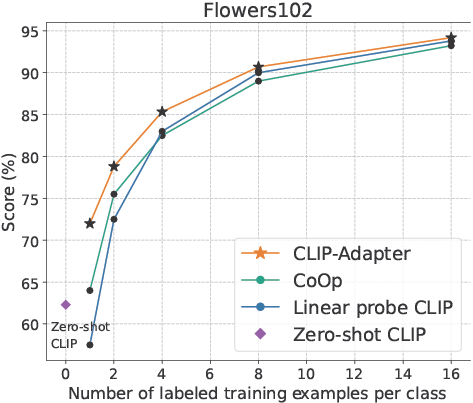 Flowers102
95
90
85
80
75
70
65
60
Score (%)
Zero-shot
CLIP
CLIP-Adapter
CoOp
Linear probe CLIP
Zero-shot CLIP
0 2 4 6 8 10 12 14 16
Number of labeled training examples per class